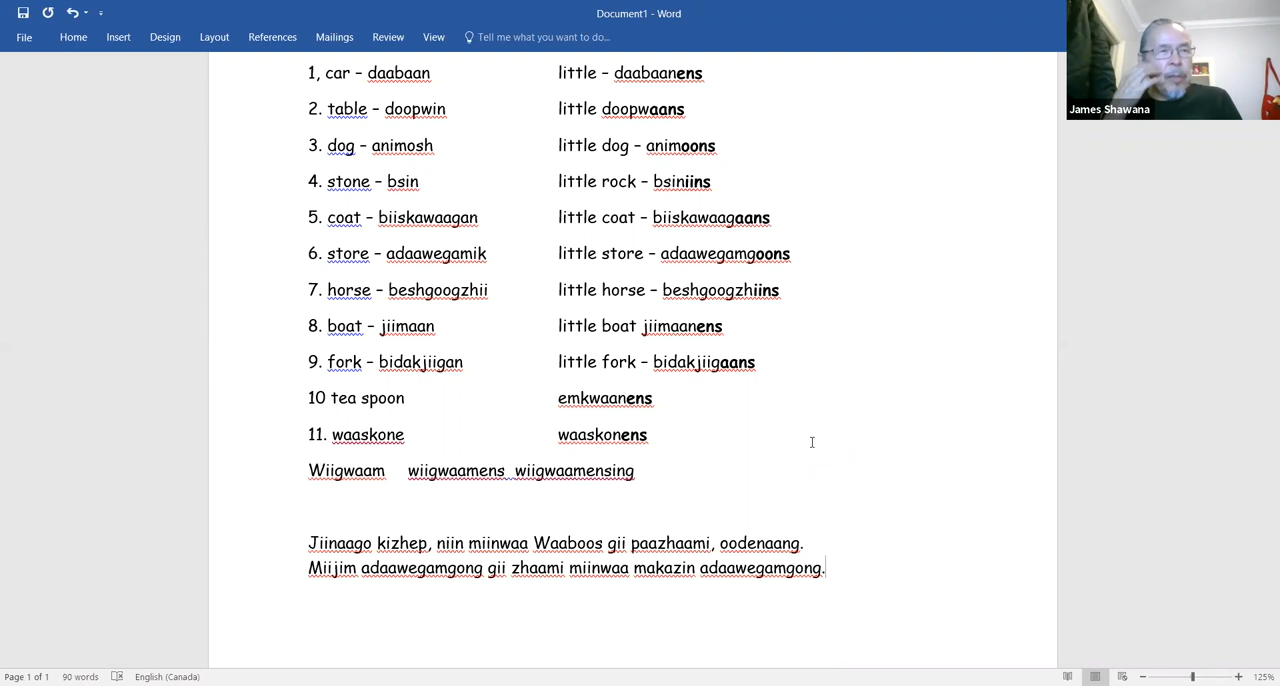 Document1 - Word
File Home Insert Design Layout References Mailings Review View Tell me what you want to do...
James Shawana
1, car – daabaan little – daabaanens
2. table – doopwin little doopwaans
3. dog – animosh little dog – animoons
4. stone – bsin little rock – bsiniins
5. coat – biiskawaagan little coat – biiskawaagaans
6. store – adaawegamik little store – adaawegamgoons
7. horse – beshgoogzhii little horse – beshgoogzhiins
8. boat – jiimaan little boat jiimaanens
9. fork – bidakjiigan little fork – bidakjiigaans
10 tea spoon emkwaanens
11. waaskone waaskonens
Wiigwaam wiigwaamens wiigwaamensing
Jiinaago kizhep, niin miinwaa Waaboos gii paazhaami, oodenaang.
Miijim adaawegamgong gii zhaami miinwaa makazin adaawegamgong.
Page 1 of 1 90 words English (Canada) 125%